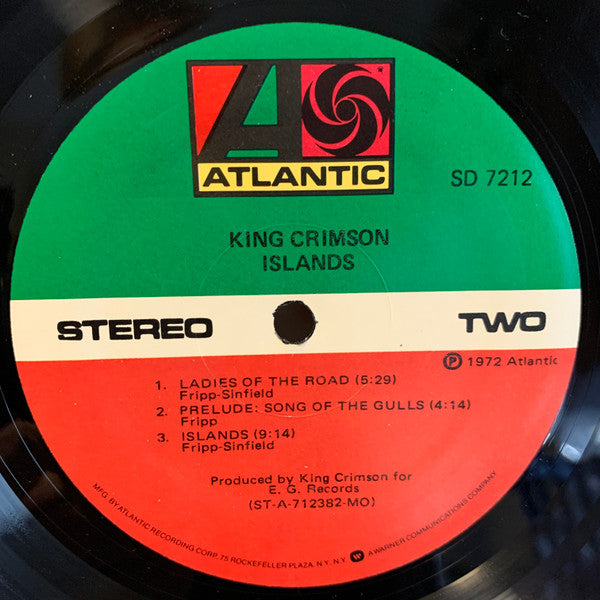 ATLANTIC
SD 7212
KING CRIMSON
ISLANDS
STEREO
TWO
Ⓟ 1972 Atlantic
1. LADIES OF THE ROAD (5:29)
Fripp-Sinfield
2. PRELUDE: SONG OF THE GULLS (4:14)
Fripp
3. ISLANDS (9:14)
Fripp-Sinfield
Produced by King Crimson for
E. G. Records
(ST-A-712382-MO)
MFG. BY ATLANTIC RECORDING CORP. 75 ROCKEFELLER PLAZA, N.Y. N.Y. A WARNER COMMUNICATIONS COMPANY